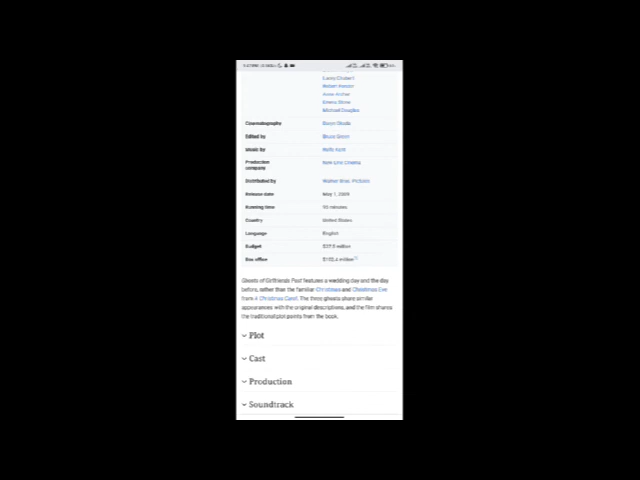 Lacey Chabert
Robert Forster
Anne Archer
Emma Stone
Michael Douglas
Cinematography
Daryn Okada
Edited by
Bruce Green
Music by
Rolfe Kent
Production company
New Line Cinema
Distributed by
Warner Bros. Pictures
Release date
May 1, 2009
Running time
Country
United States
Language
English
Budget
Box office
Ghosts of Girlfriends Past features a wedding day and the day
before, rather than the familiar Christmas and Christmas Eve
from A Christmas Carol. The three ghosts share similar
appearances with the original descriptions, and the film shares
the traditional plot points from the book.
Plot
Cast
Production
Soundtrack